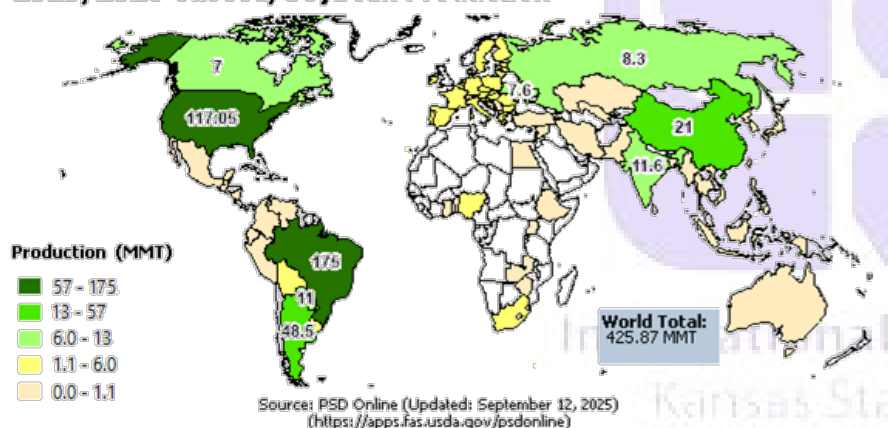 7
8.3
7.6
117.05
21
11.6
Production (MMT)
57 - 175
13 - 57
6.0 - 13
1.1 - 6.0
0.0 - 1.1
175
11
48.5
World Total:
425.87 MMT
Source: PSD Online (Updated: September 12, 2025)
(https://apps.fas.usda.gov/psdonline)
Kansas Sta